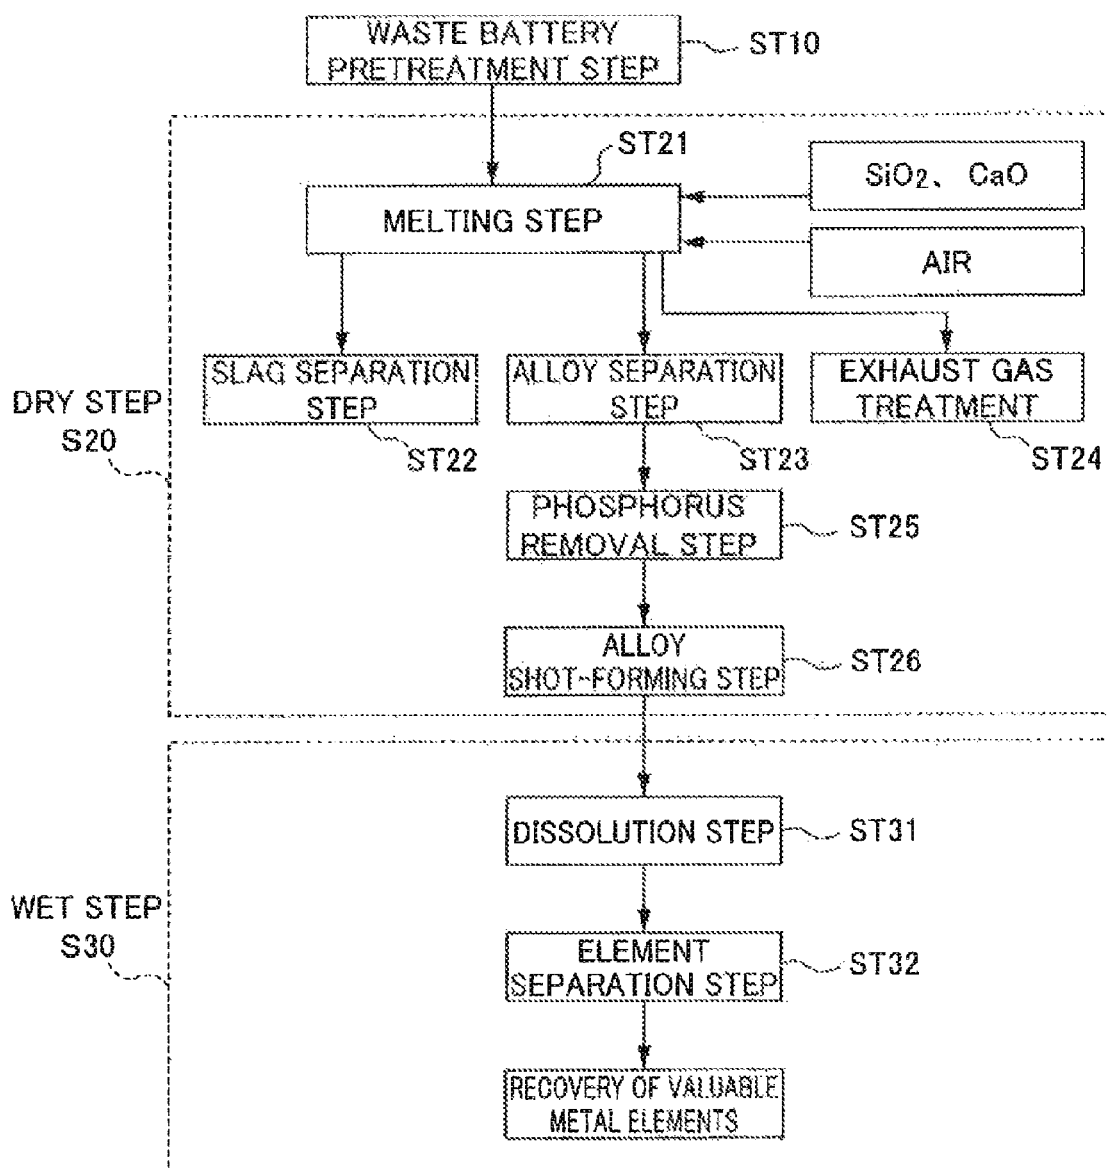 WASTE BATTERY
PRETREATMENT STEP
ST10
ST21
MELTING STEP
SiO₂、CaO
AIR
SLAG SEPARATION
STEP
ST22
ALLOY SEPARATION
STEP
ST23
EXHAUST GAS
TREATMENT
ST24
DRY STEP
S20
PHOSPHORUS
REMOVAL STEP
ST25
ALLOY
SHOT-FORMING STEP
ST26
DISSOLUTION STEP
ST31
WET STEP
S30
ELEMENT
SEPARATION STEP
ST32
RECOVERY OF VALUABLE
METAL ELEMENTS